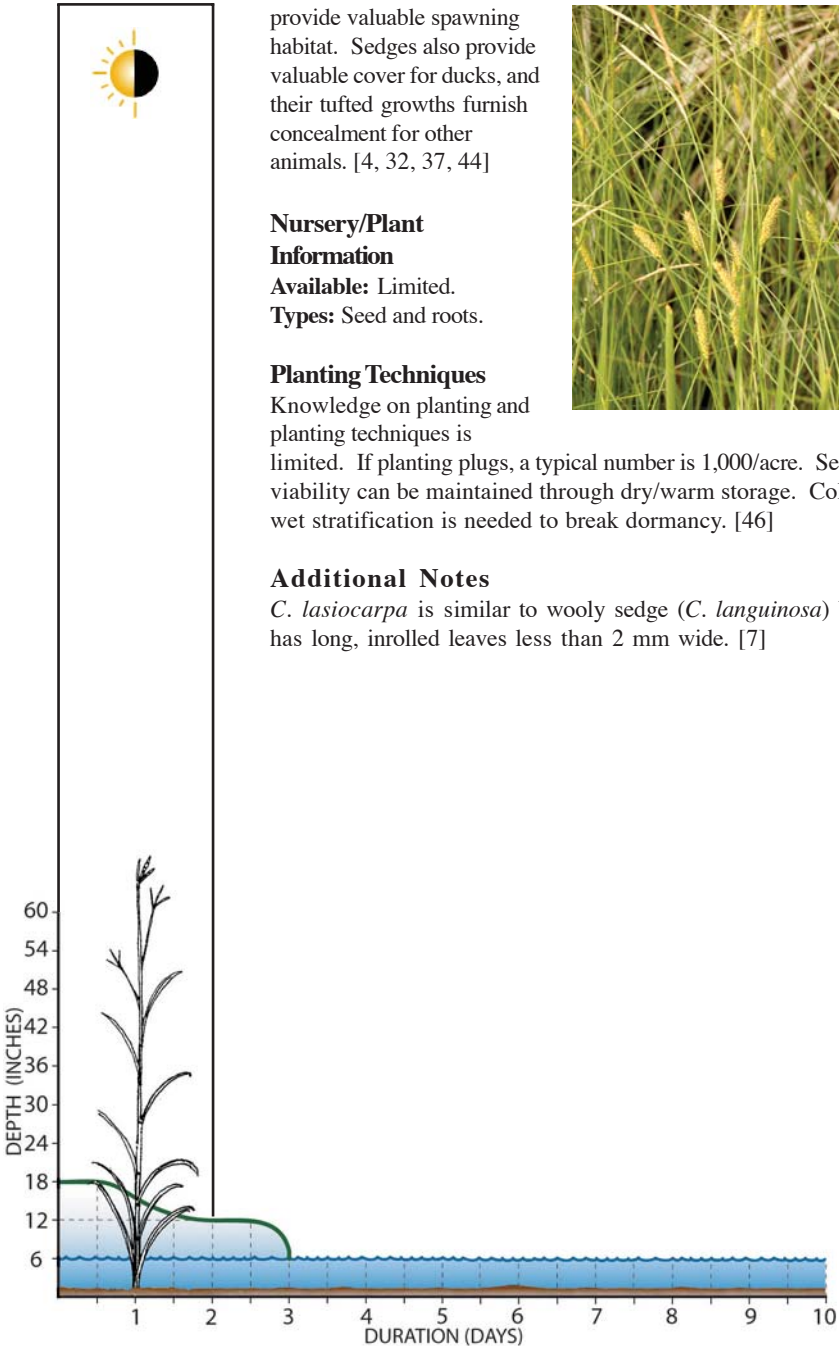 provide valuable spawning
habitat. Sedges also provide
valuable cover for ducks, and
their tufted growths furnish
concealment for other
animals. [4, 32, 37, 44]
Nursery/Plant
Information
Available: Limited.
Types: Seed and roots.
Planting Techniques
Knowledge on planting and
planting techniques is
limited. If planting plugs, a typical number is 1,000/acre.
viability can be maintained through dry/warm storage.
wet stratification is needed to break dormancy. [46]
Additional Notes
C. lasiocarpa is similar to wooly sedge (C. languinosa)
has long, inrolled leaves less than 2 mm wide. [7]
60
54
48
42
36
30
24
18
12
6
DEPTH (INCHES)
1 2 3 4 5 6 7 8 9 10
DURATION (DAYS)